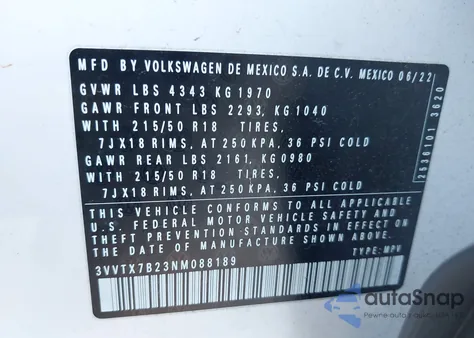 MFD BY VOLKSWAGEN DE MEXICO S.A. DE C.V. MEXICO 06/22
GVWR LBS 4343 KG 1970
GAWR FRONT LBS 2293, KG 1040
WITH 215/50 R18 TIRES,
7JX18 RIMS, AT 250 KPA, 36 PSI COLD
GAWR REAR LBS 2161, KG0980
WITH 215/50 R18 TIRES,
7JX18 RIMS, AT 250 KPA, 36 PSI COLD
THIS VEHICLE CONFORMS TO ALL APPLICABLE
U.S. FEDERAL MOTOR VEHICLE SAFETY AND
THEFT PREVENTION STANDARDS IN EFFECT ON
THE DATE OF MANUFACTURE SHOWN ABOVE.
3VVTX7B23NM088189 TYPE: MPV
2536101 3620
autoSnap